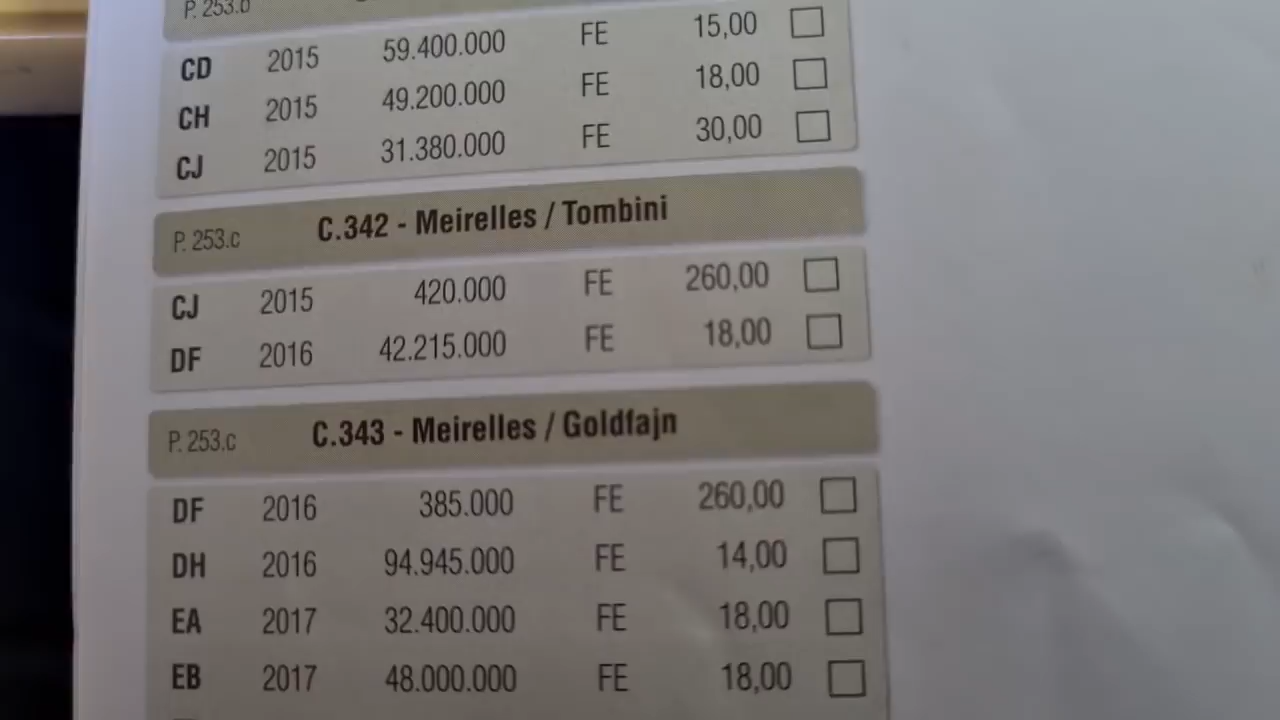 P. 253.b
CD 2015 59.400.000 FE 15,00
CH 2015 49.200.000 FE 18,00
CJ 2015 31.380.000 FE 30,00
P. 253.c C.342 - Meirelles / Tombini
CJ 2015 420.000 FE 260,00
DF 2016 42.215.000 FE 18,00
P. 253.c C.343 - Meirelles / Goldfajn
DF 2016 385.000 FE 260,00
DH 2016 94.945.000 FE 14,00
EA 2017 32.400.000 FE 18,00
EB 2017 48.000.000 FE 18,00